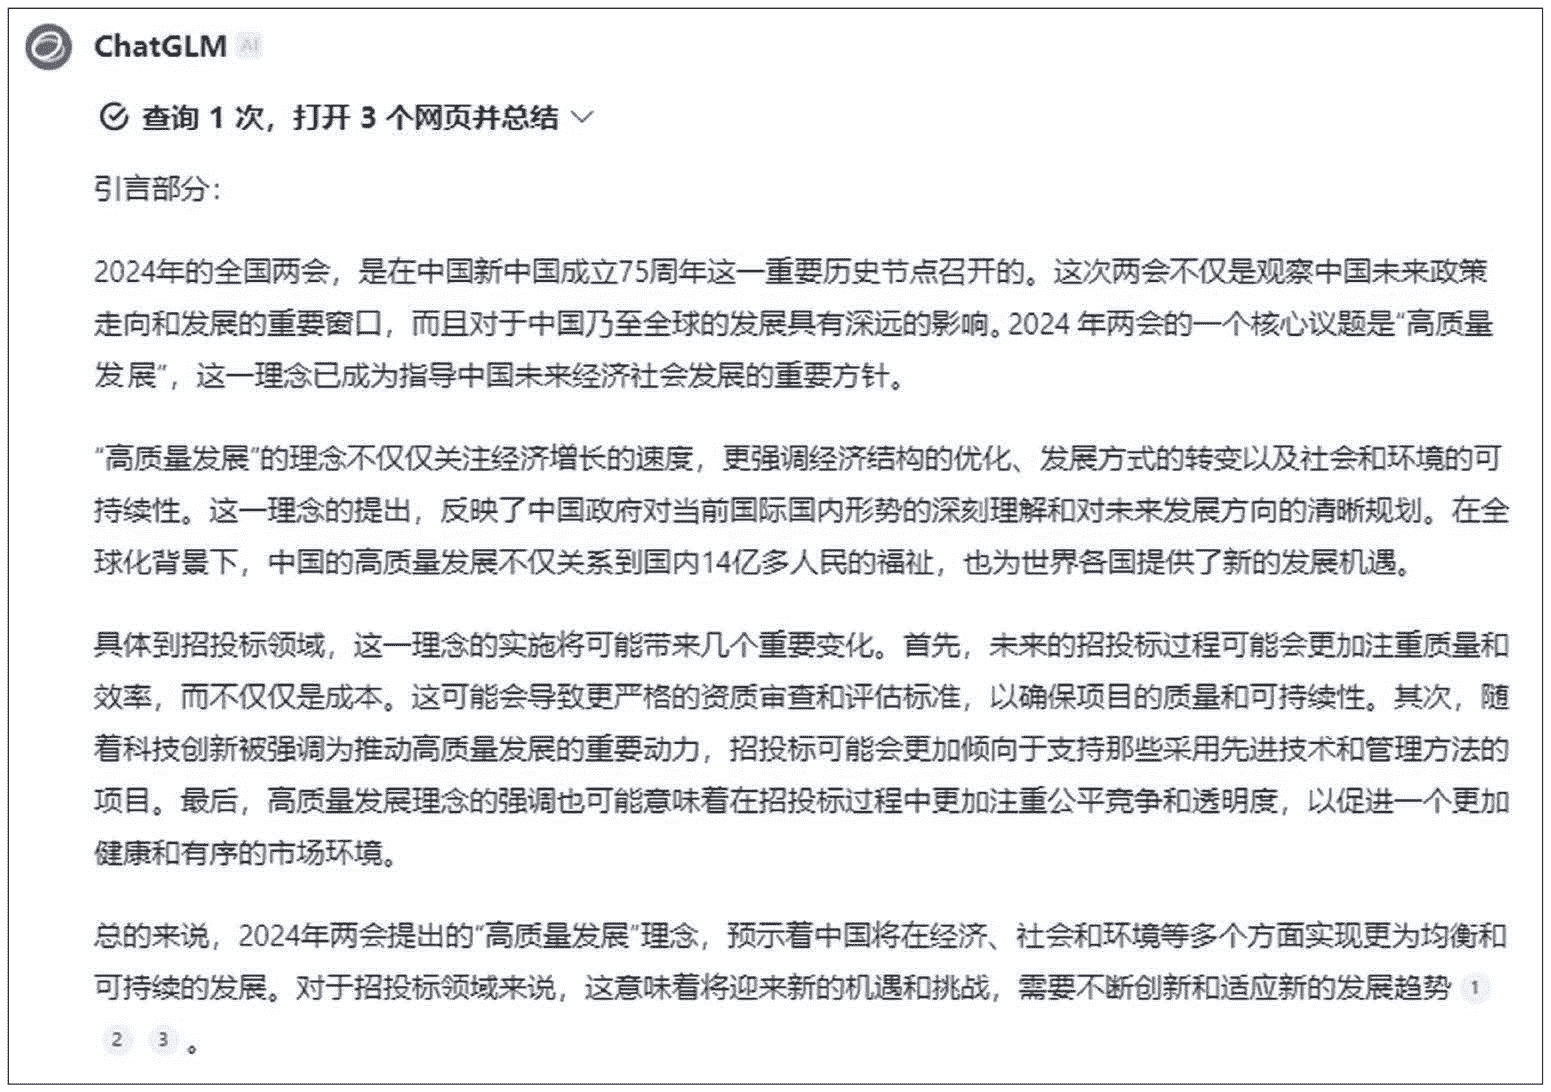 ChatGLM AI
查询 1 次，打开 3 个网页并总结
引言部分：
2024年的全国两会，是在中国新中国成立75周年这一重要历史节点召开的。这次两会不仅是观察中国未来政策
走向和发展的重要窗口，而且对于中国乃至全球的发展具有深远的影响。2024 年两会的一个核心议题是“高质量
发展”，这一理念已成为指导中国未来经济社会发展的重要方针。
“高质量发展”的理念不仅仅关注经济增长的速度，更强调经济结构的优化、发展方式的转变以及社会和环境的可
持续性。这一理念的提出，反映了中国政府对当前国际国内形势的深刻理解和对未来发展方向的清晰规划。在全
球化背景下，中国的高质量发展不仅关系到国内14亿多人民的福祉，也为世界各国提供了新的发展机遇。
具体到招投标领域，这一理念的实施将可能带来几个重要变化。首先，未来的招投标过程可能会更加注重质量和
效率，而不仅仅是成本。这可能会导致更严格的资质审查和评估标准，以确保项目的质量和可持续性。其次，随
着科技创新被强调为推动高质量发展的重要动力，招投标可能会更加倾向于支持那些采用先进技术和管理方法的
项目。最后，高质量发展理念的强调也可能意味着在招投标过程中更加注重公平竞争和透明度，以促进一个更加
健康和有序的市场环境。
总的来说，2024年两会提出的“高质量发展”理念，预示着中国将在经济、社会和环境等多个方面实现更为均衡和
可持续的发展。对于招投标领域来说，这意味着将迎来新的机遇和挑战，需要不断创新和适应新的发展趋势 1
2 3 。